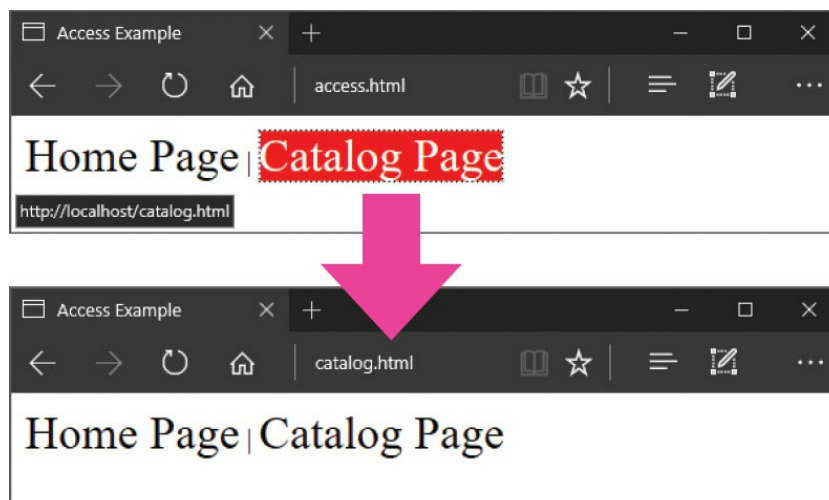 Access Example
access.html
Home Page | Catalog Page
http://localhost/catalog.html
Access Example
catalog.html
Home Page | Catalog Page